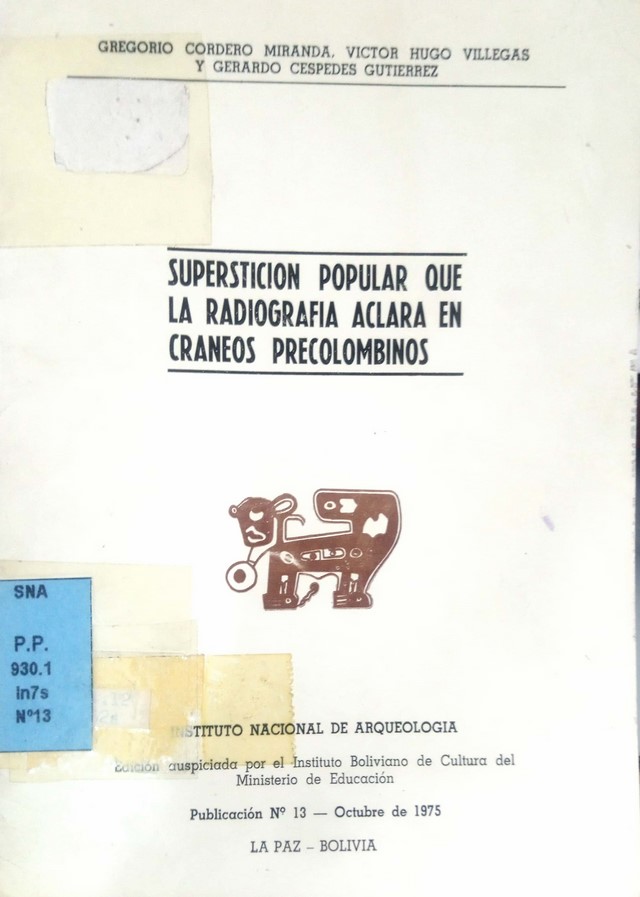 GREGORIO CORDERO MIRANDA, VICTOR HUGO VILLEGAS
Y GERARDO CESPEDES GUTIERREZ
SUPERSTICION POPULAR QUE
LA RADIOGRAFIA ACLARA EN
CRANEOS PRECOLOMBINOS
SNA
P.P.
930.1
In7s
Nº13
INSTITUTO NACIONAL DE ARQUEOLOGIA
Edición auspiciada por el Instituto Boliviano de Cultura del
Ministerio de Educación
Publicación Nº 13 — Octubre de 1975
LA PAZ – BOLIVIA